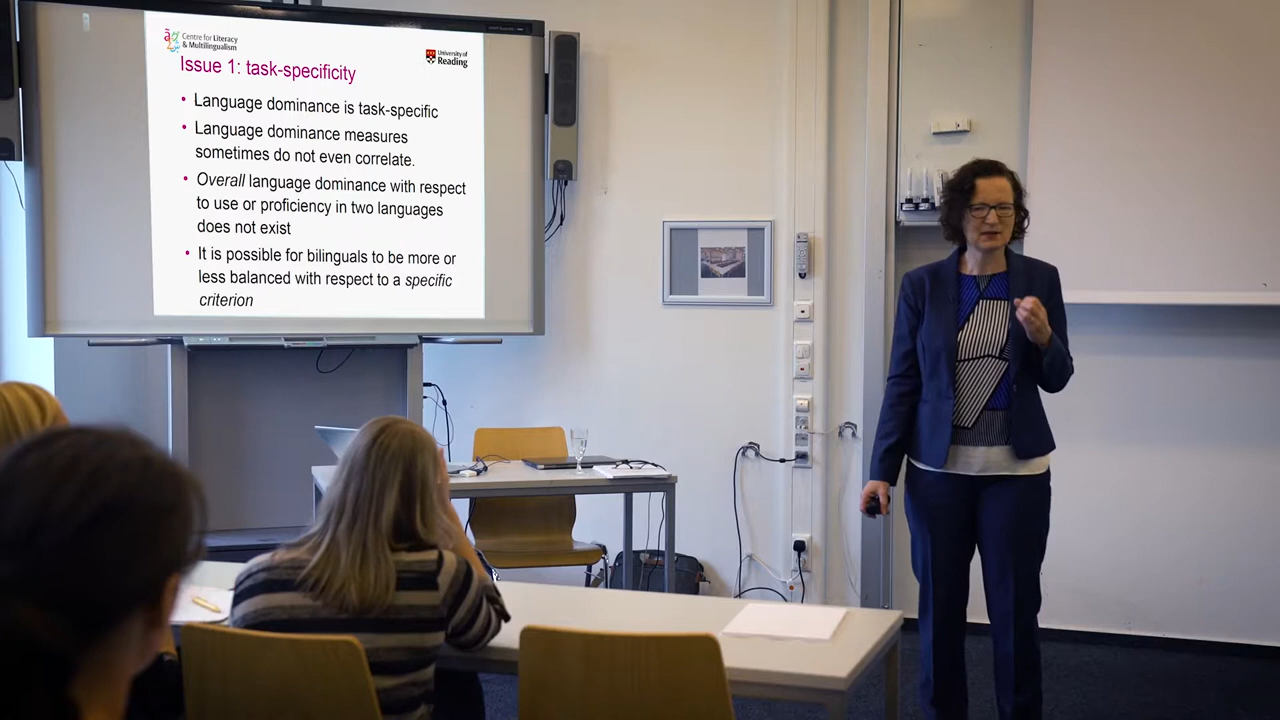 Centre for Literacy
& Multilingualism
University of
Reading
Issue 1: task-specificity
• Language dominance is task-specific
• Language dominance measures
sometimes do not even correlate.
• Overall language dominance with respect
to use or proficiency in two languages
does not exist
• It is possible for bilinguals to be more or
less balanced with respect to a specific
criterion